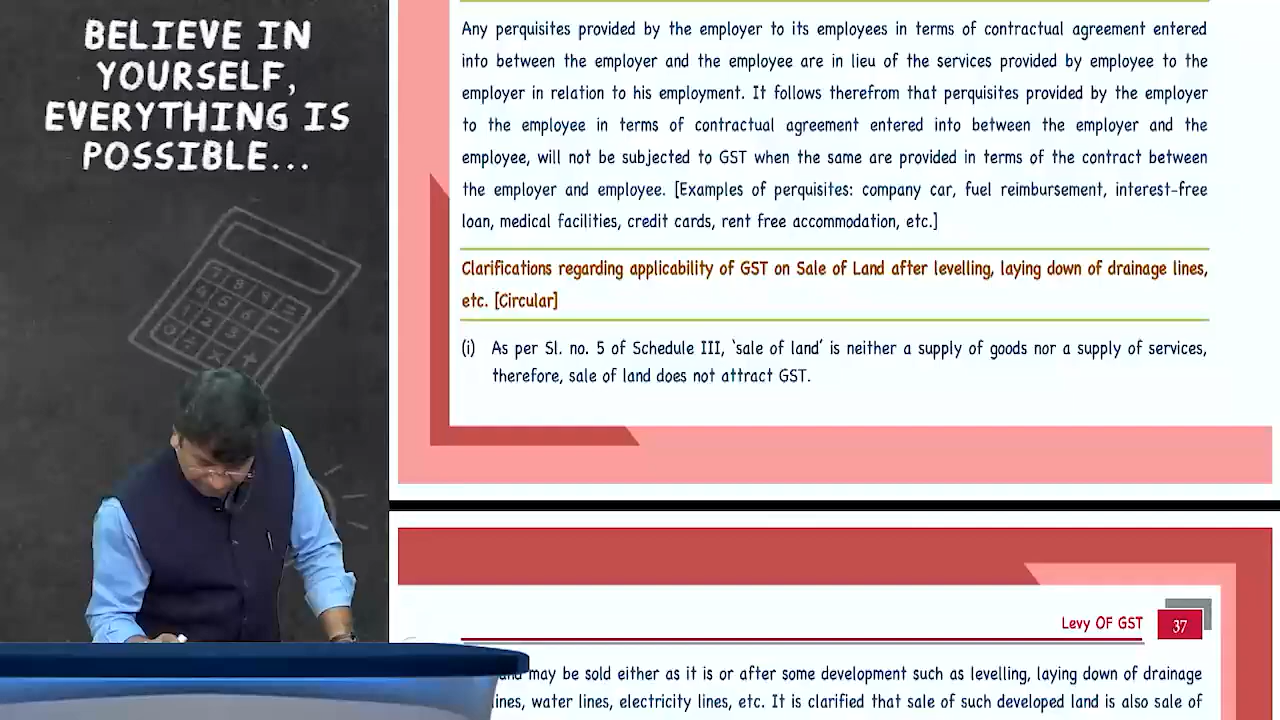 BELIEVE IN
YOURSELF,
EVERYTHING IS
POSSIBLE...
Any perquisites provided by the employer to its employees in terms of contractual agreement entered
into between the employer and the employee are in lieu of the services provided by employee to the
employer in relation to his employment. It follows therefrom that perquisites provided by the employer
to the employee in terms of contractual agreement entered into between the employer and the
employee, will not be subjected to GST when the same are provided in terms of the contract between
the employer and employee. [Examples of perquisites: company car, fuel reimbursement, interest-free
loan, medical facilities, credit cards, rent free accommodation, etc.]
Clarifications regarding applicability of GST on Sale of Land after levelling, laying down of drainage lines,
etc. [Circular]
(i) As per Sl. no. 5 of Schedule III, 'sale of land' is neither a supply of goods nor a supply of services,
therefore, sale of land does not attract GST.
Levy OF GST 37
may be sold either as it is or after some development such as levelling, laying down of drainage
lines, water lines, electricity lines, etc. It is clarified that sale of such developed land is also sale of